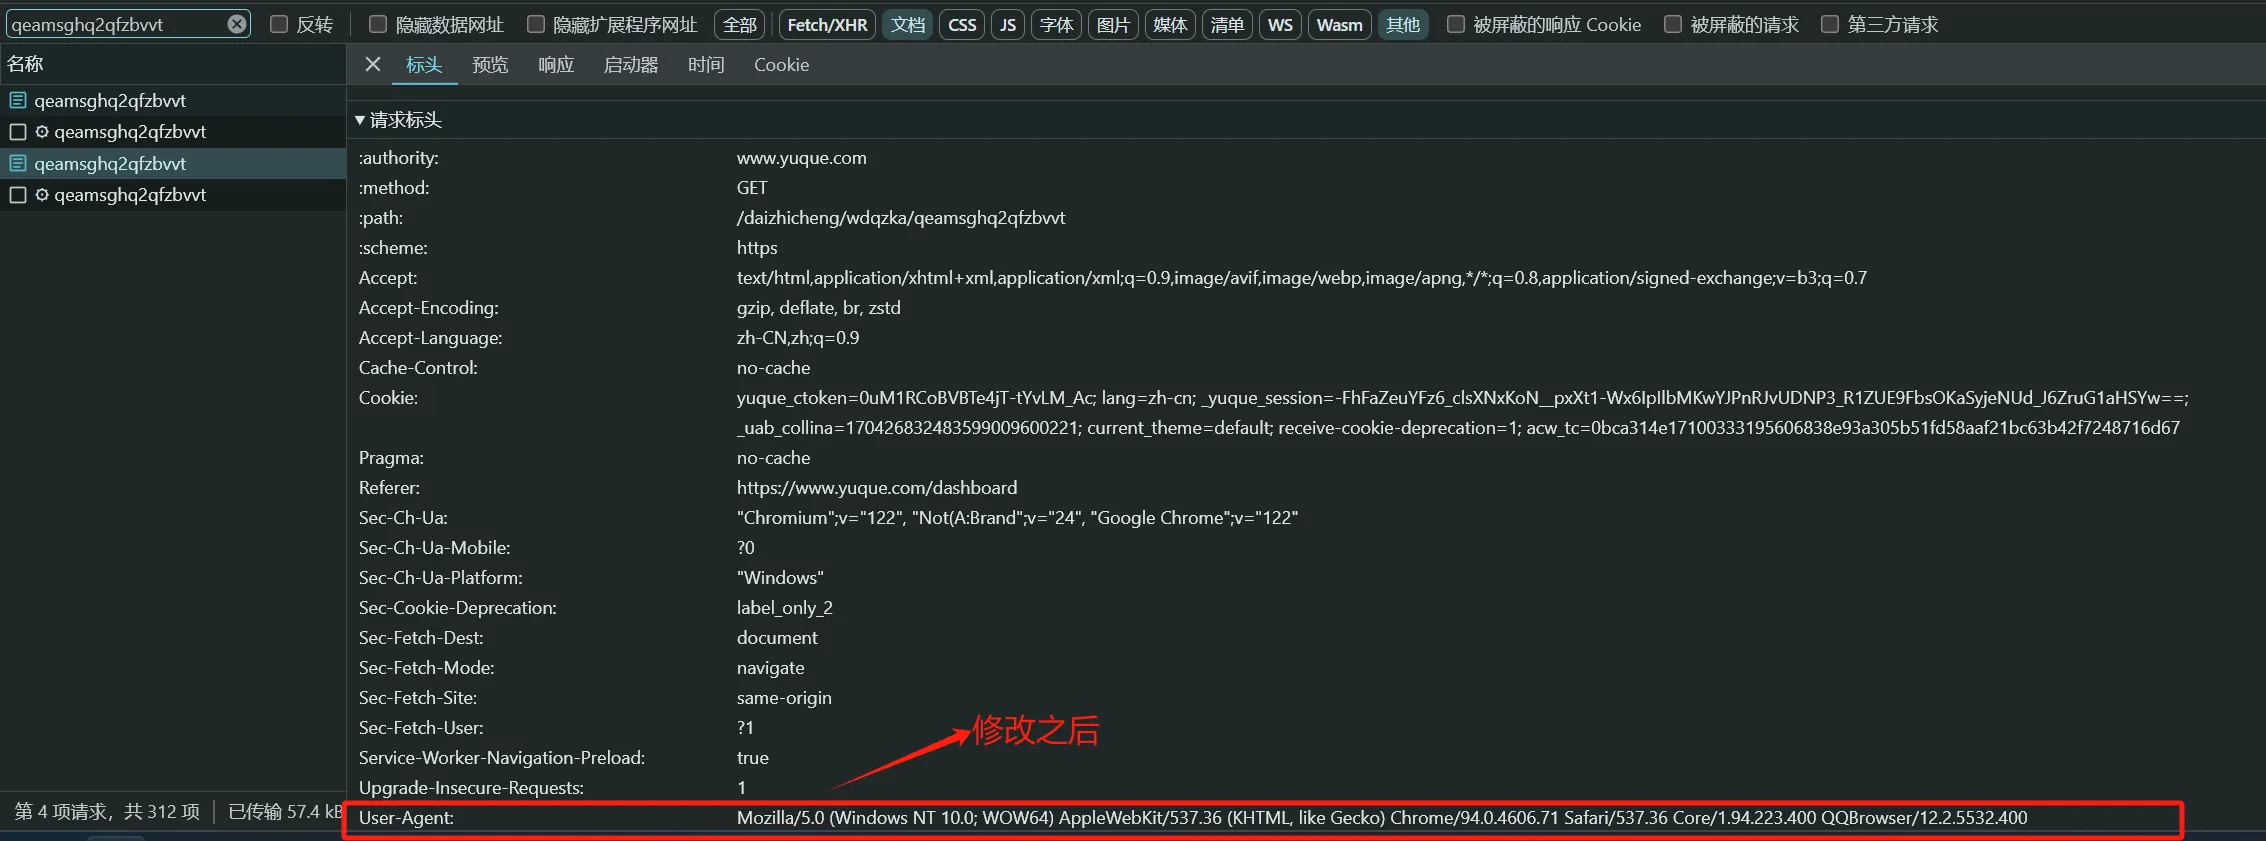 qeamsghq2qfzbvvt 反转 隐藏数据网址 隐藏扩展程序网址 全部 Fetch/XHR 文档 CSS JS 字体 图片 媒体 清单 WS Wasm 其他 被屏蔽的响应 Cookie 被屏蔽的请求 第三方请求
名称
qeamsghq2qfzbvvt
qeamsghq2qfzbvvt
qeamsghq2qfzbvvt
qeamsghq2qfzbvvt
第 4 项请求，共 312 项 已传输 57.4 kB
标头 预览 响应 启动器 时间 Cookie
请求标头
:authority: www.yuque.com
:method: GET
:path: /daizhicheng/wdqzka/qeamsghq2qfzbvvt
:scheme: https
Accept: text/html,application/xhtml+xml,application/xml;q=0.9,image/avif,image/webp,image/apng,*/*;q=0.8,application/signed-exchange;v=b3;q=0.7
Accept-Encoding: gzip, deflate, br, zstd
Accept-Language: zh-CN,zh;q=0.9
Cache-Control: no-cache
Cookie: yuque_ctoken=0uM1RCoBVBTe4jT-tYvLM_Ac; lang=zh-cn; _yuque_session=-FhFaZeuYFz6_clsXNxKoN__pxXt1-Wx6IpIlbMKwYJPnRJvUDNP3_R1ZUE9FbsOKaSyjeNUd_J6ZruG1aHSYw==;
_uab_collina=170426832483599009600221; current_theme=default; receive-cookie-deprecation=1; acw_tc=0bca314e17100333195606838e93a305b51fd58aaf21bc63b42f7248716d67
Pragma: no-cache
Referer: https://www.yuque.com/dashboard
Sec-Ch-Ua: "Chromium";v="122", "Not(A:Brand";v="24", "Google Chrome";v="122"
Sec-Ch-Ua-Mobile: ?0
Sec-Ch-Ua-Platform: "Windows"
Sec-Cookie-Deprecation: label_only_2
Sec-Fetch-Dest: document
Sec-Fetch-Mode: navigate
Sec-Fetch-Site: same-origin
Sec-Fetch-User: ?1
修改之后
Service-Worker-Navigation-Preload: true
Upgrade-Insecure-Requests: 1
User-Agent: Mozilla/5.0 (Windows NT 10.0; WOW64) AppleWebKit/537.36 (KHTML, like Gecko) Chrome/94.0.4606.71 Safari/537.36 Core/1.94.223.400 QQBrowser/12.2.5532.400